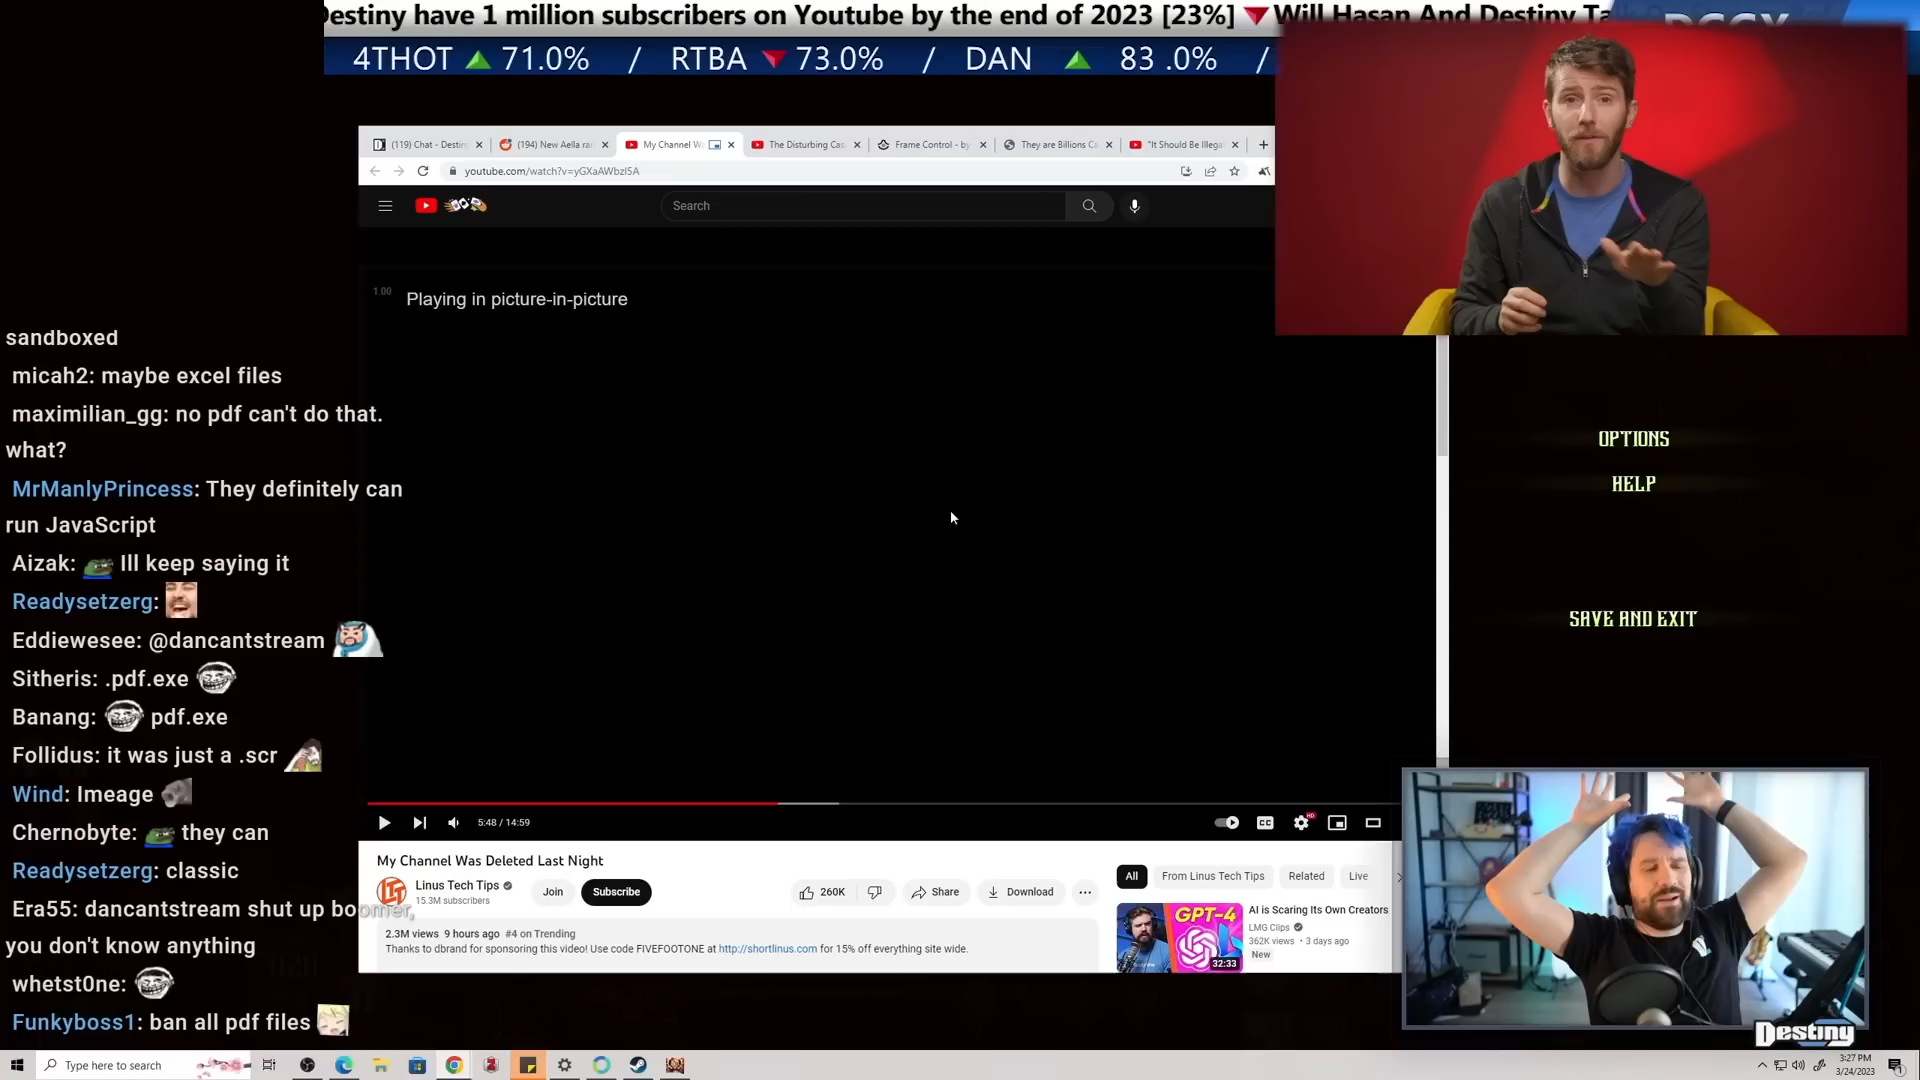 Destiny have 1 million subscribers on Youtube by the end of 2023 [23%] Will Hasan And Destiny
4THOT 71.0% / RTBA 73.0% / DAN 83 .0% /
(119) Chat - Destin
(194) New Aella ra
My Channel W
The Disturbing Cas
Frame Control - by
They are Billions C
"It Should Be Illega
youtube.com/watch?v=yGXaAWbzI5A
Search
1.00
Playing in picture-in-picture
sandboxed
micah2: maybe excel files
maximilian_gg: no pdf can't do that.
what?
MrManlyPrincess: They definitely can
run JavaScript
Aizak: Ill keep saying it
Readysetzerg:
Eddiewesee: @dancantstream
Sitheris: .pdf.exe
Banang: pdf.exe
Follidus: it was just a .scr
Wind: Imeage
Chernobyte: they can
Readysetzerg: classic
Era55: dancantstream shut up boomer,
you don't know anything
whetst0ne:
Funkyboss1: ban all pdf files
OPTIONS
HELP
SAVE AND EXIT
5:48 / 14:59
CC
HD
My Channel Was Deleted Last Night
LTT
Linus Tech Tips
15.3M subscribers
Join
Subscribe
260K
Share
Download
2.3M views 9 hours ago #4 on Trending
Thanks to dbrand for sponsoring this video! Use code FIVEFOOTONE at http://shortlinus.com for 15% off everything site wide.
All
From Linus Tech Tips
Related
Live
GPT-4
32:33
AI is Scaring Its Own Creators
LMG Clips
362K views • 3 days ago
New
Destiny
Type here to search
3:27 PM
3/24/2023